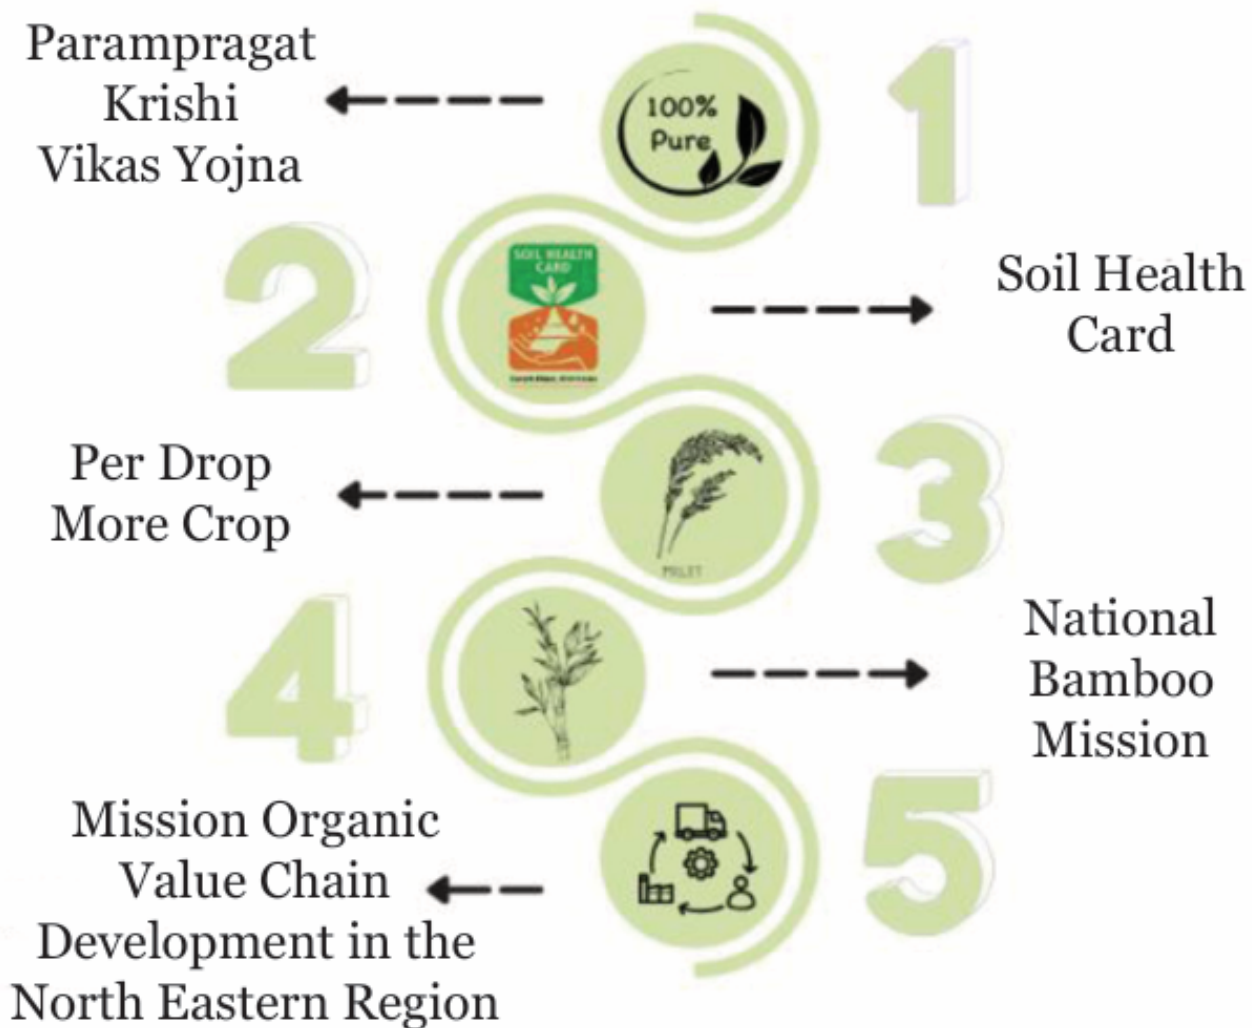 Parampragat
Krishi
Vikas Yojna
100%
Pure
1
2
SOIL HEALTH
CARD
Soil Health
Card
Per Drop
More Crop
3
4
National
Bamboo
Mission
Mission Organic
Value Chain
Development in the
North Eastern Region
5